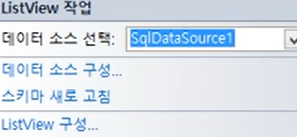 ListView 작업
데이터 소스 선택: SqlDataSource1
데이터 소스 구성...
스키마 새로 고침
ListView 구성...